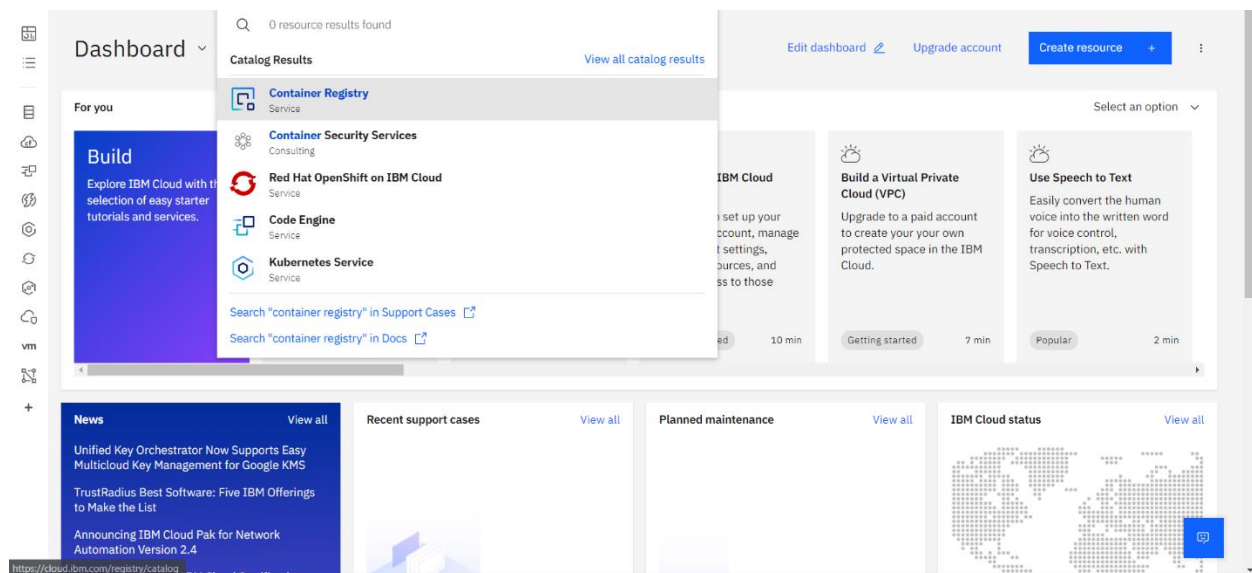 0 resource results found
Dashboard
Edit dashboard
Upgrade account
Create resource +
Catalog Results
View all catalog results
Container Registry
Service
Container Security Services
Consulting
Red Hat OpenShift on IBM Cloud
Service
Code Engine
Service
Kubernetes Service
Service
Search "container registry" in Support Cases
Search "container registry" in Docs
For you
Select an option
Build
Explore IBM Cloud with th
selection of easy starter
tutorials and services.
IBM Cloud
set up your
ccount, manage
t settings,
ources, and
ss to those
ed
10 min
Build a Virtual Private
Cloud (VPC)
Upgrade to a paid account
to create your your own
protected space in the IBM
Cloud.
Getting started
7 min
Use Speech to Text
Easily convert the human
voice into the written word
for voice control,
transcription, etc. with
Speech to Text.
Popular
2 min
vm
+
News
View all
Unified Key Orchestrator Now Supports Easy
Multicloud Key Management for Google KMS
TrustRadius Best Software: Five IBM Offerings
to Make the List
Announcing IBM Cloud Pak for Network
Automation Version 2.4
Recent support cases
View all
Planned maintenance
View all
IBM Cloud status
View all
https://cloud.ibm.com/registry/catalog